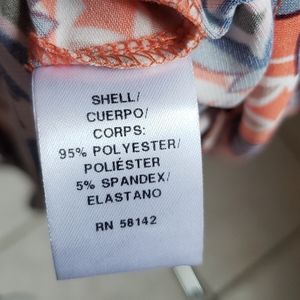 SHELL/
CUERPO/
CORPS:
95% POLYESTER/
POLIÉSTER
5% SPANDEX/
ELASTANO
RN 58142